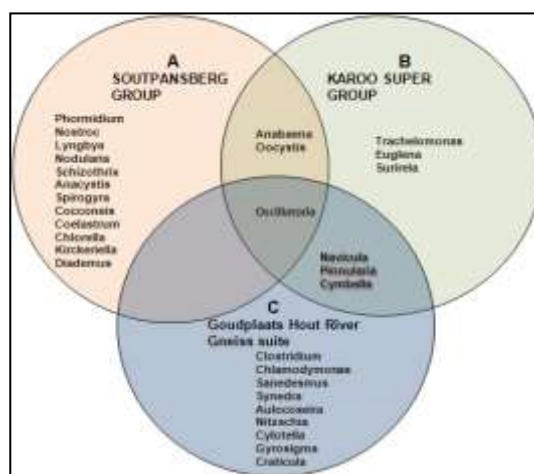 A
SOUTPANSBERG
GROUP
Phormidium
Nostroc
Lyngbya
Nodularia
Schizothrix
Anacystis
Spirogyra
Cocconeis
Coelastrum
Chlorella
Kirckeriella
Diademus
B
KAROO SUPER
GROUP
Anabaena
Oocystis
Trachelomonas
Euglena
Surirela
Oscillatoria
Navicula
Pinnularia
Cymbella
C
Goudplaats Hout River
Gneiss suite
Clostridium
Chlamodymonas
Sanedesmus
Synedra
Aulocoseira
Nitzschia
Cylotella
Gyrosigma
Craticula